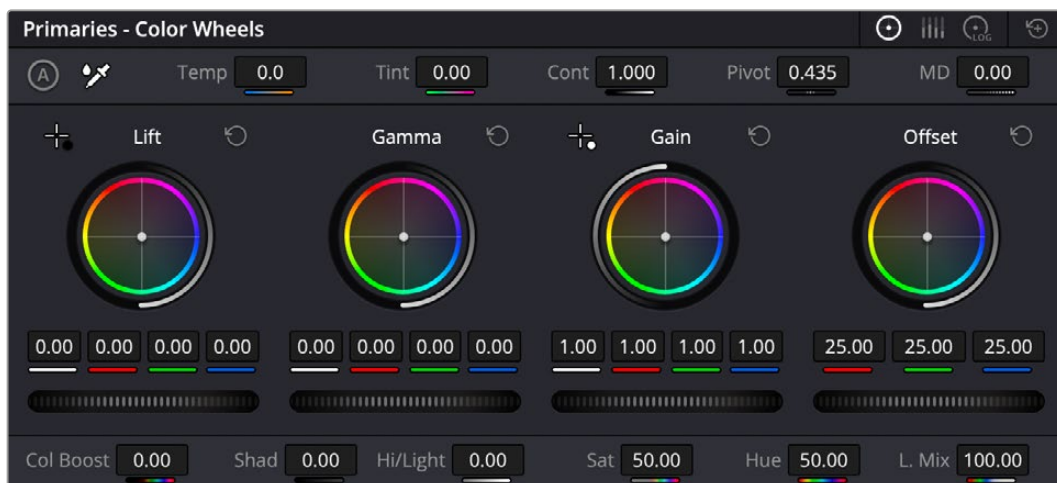 Primaries - Color Wheels
LOG
A Temp 0.0 Tint 0.00 Cont 1.000 Pivot 0.435 MD 0.00
Lift Gamma Gain Offset
0.00 0.00 0.00 0.00 0.00 0.00 0.00 0.00 1.00 1.00 1.00 1.00 25.00 25.00 25.00
Col Boost 0.00 Shad 0.00 Hi/Light 0.00 Sat 50.00 Hue 50.00 L. Mix 100.00